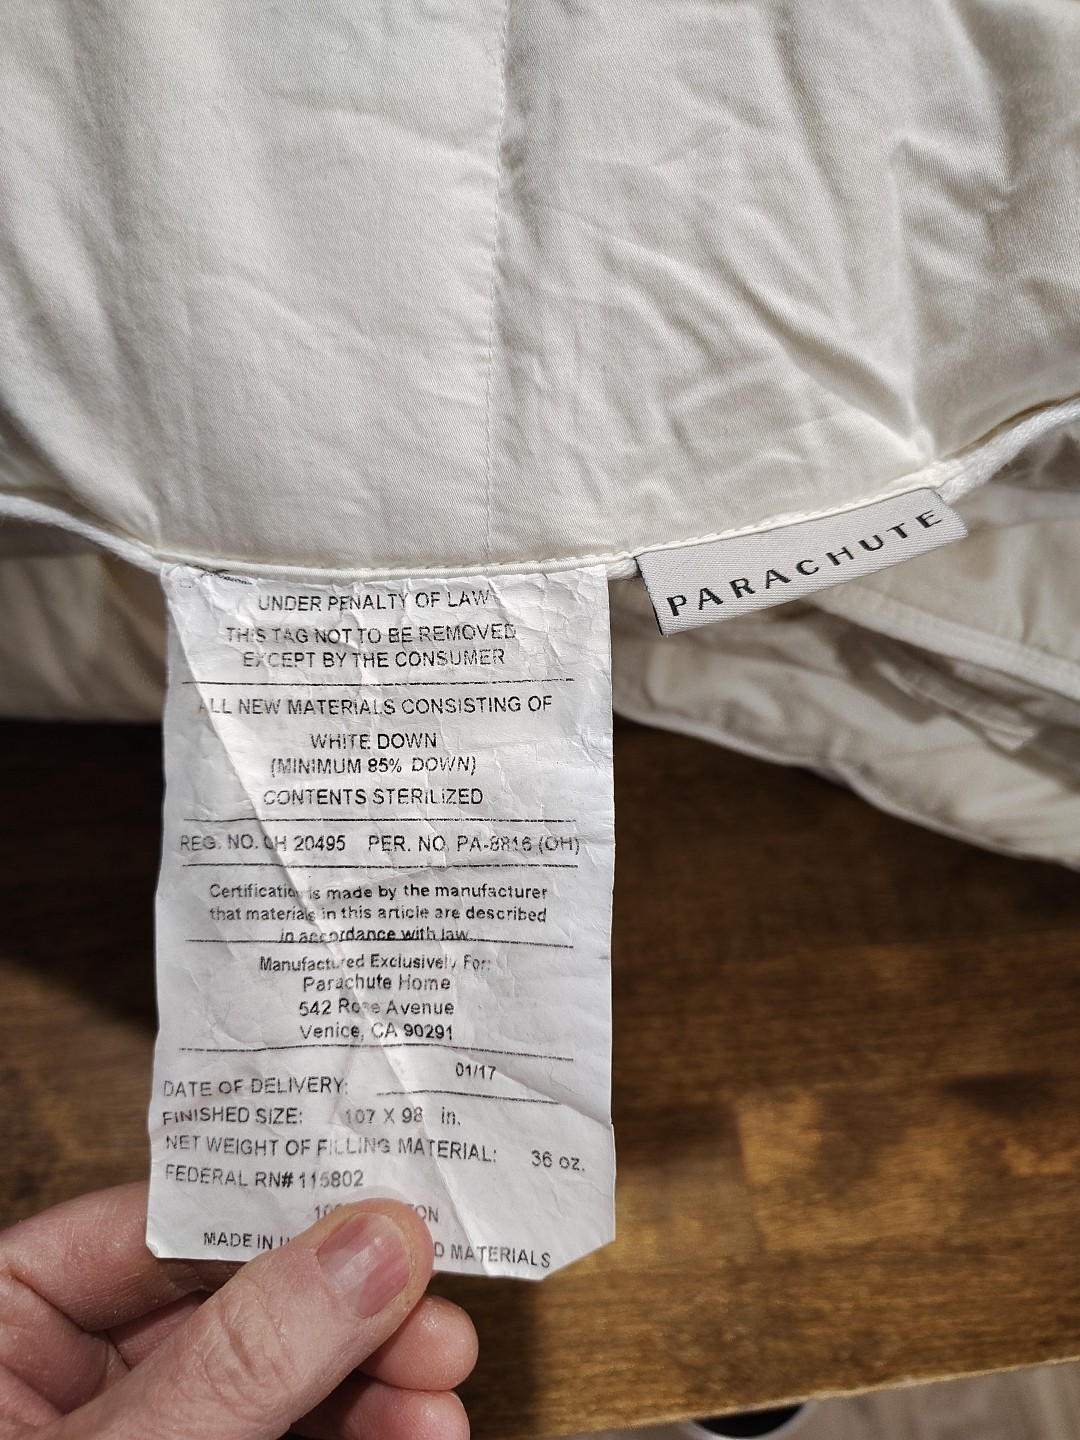 PARACHUTE
UNDER PENALTY OF LAW
THIS TAG NOT TO BE REMOVED
EXCEPT BY THE CONSUMER
ALL NEW MATERIALS CONSISTING OF
WHITE DOWN
(MINIMUM 85% DOWN)
CONTENTS STERILIZED
REG. NO. OH 20495 PER. NO. PA-8816 (OH)
Certification is made by the manufacturer
that materials in this article are described
in accordance with law.
Manufactured Exclusively For:
Parachute Home
542 Rose Avenue
Venice, CA 90291
01/17
DATE OF DELIVERY:
FINISHED SIZE: 107 X 98 in.
NET WEIGHT OF FILLING MATERIAL: 36 oz.
FEDERAL RN# 115802
MADE IN MATERIALS